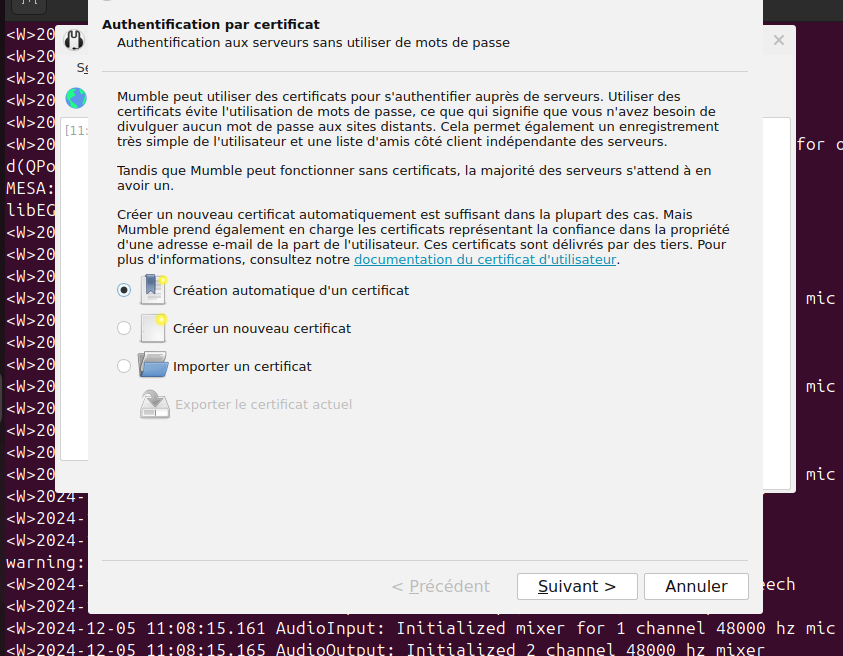 Authentification par certificat
<W>20
Authentification aux serveurs sans utiliser de mots de passe
<W>20
Se
<W>20
<W>20
Mumble peut utiliser des certificats pour s'authentifier auprès de serveurs. Utiliser des
<W>20
certificats évite l'utilisation de mots de passe, ce que qui signifie que vous n'avez besoin de
<W>20
[11:
divulguer aucun mot de passe aux sites distants. Cela permet également un enregistrement
<W>20
très simple de l'utilisateur et une liste d'amis côté client indépendante des serveurs.
for
d(QPo
Tandis que Mumble peut fonctionner sans certificats, la majorité des serveurs s'attend à en
MESA:
avoir un.
libEG
Créer un nouveau certificat automatiquement est suffisant dans la plupart des cas. Mais
<W>20
Mumble prend également en charge les certificats représentant la confiance dans la propriété
<W>20
d'une adresse e-mail de la part de l'utilisateur. Ces certificats sont délivrés par des tiers. Pour
plus d'informations, consultez notre documentation du certificat d'utilisateur.
<W>20
Création automatique d'un certificat
<W>20 mic
<W>20
Créer un nouveau certificat
<W>20
<W>20
Importer un certificat
<W>20 mic
<W>20
Exporter le certificat actuel
<W>20
<W>20
<W>20 mic
<W>2024-
<W>2024-
<W>2024-
warning:
< Précédent Suivant > Annuler
<W>2024- eech
<W>2024-
<W>2024-12-05 11:08:15.161 AudioInput: Initialized mixer for 1 channel 48000 hz mic
<W>2024-12-05 11:08:15.165 AudioOutput: Initialized 2 channel 48000 hz mixer